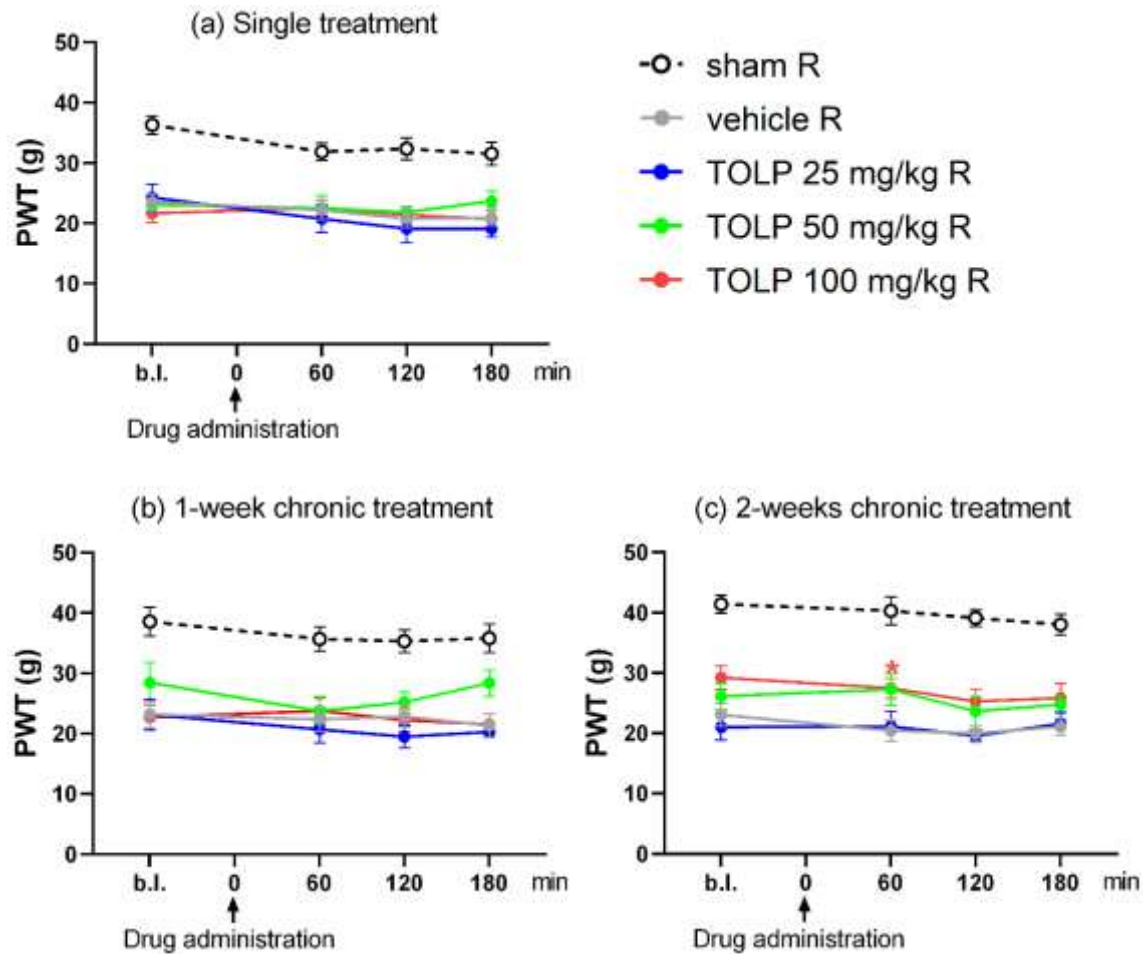 (a) Single treatment
50
40
30
20
10
0
PWT (g)
b.l. 0 60 120 180 min
Drug administration
sham R
vehicle R
TOLP 25 mg/kg R
TOLP 50 mg/kg R
TOLP 100 mg/kg R
(b) 1-week chronic treatment
50
40
30
20
10
0
PWT (g)
b.l. 0 60 120 180 min
Drug administration
(c) 2-weeks chronic treatment
50
40
30
20
10
0
PWT (g)
*
b.l. 0 60 120 180 min
Drug administration